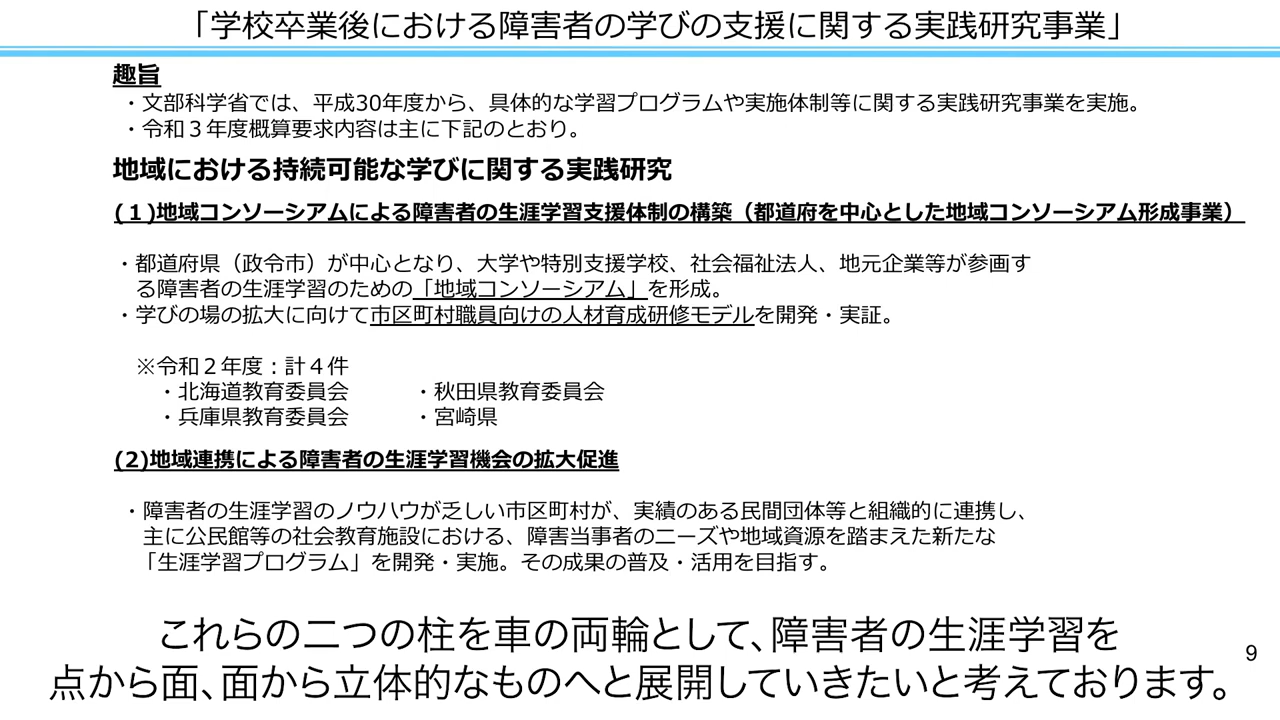 「学校卒業後における障害者の学びの支援に関する実践研究事業」
趣旨
・文部科学省では、平成30年度から、具体的な学習プログラムや実施体制等に関する実践研究事業を実施。
・令和３年度概算要求内容は主に下記のとおり。
地域における持続可能な学びに関する実践研究
(１)地域コンソーシアムによる障害者の生涯学習支援体制の構築（都道府を中心とした地域コンソーシアム形成事業）
・都道府県（政令市）が中心となり、大学や特別支援学校、社会福祉法人、地元企業等が参画す
る障害者の生涯学習のための「地域コンソーシアム」を形成。
・学びの場の拡大に向けて市区町村職員向けの人材育成研修モデルを開発・実証。
※令和２年度：計４件
・北海道教育委員会 ・秋田県教育委員会
・兵庫県教育委員会 ・宮崎県
(2)地域連携による障害者の生涯学習機会の拡大促進
・障害者の生涯学習のノウハウが乏しい市区町村が、実績のある民間団体等と組織的に連携し、
主に公民館等の社会教育施設における、障害当事者のニーズや地域資源を踏まえた新たな
「生涯学習プログラム」を開発・実施。その成果の普及・活用を目指す。
これらの二つの柱を車の両輪として、障害者の生涯学習を
点から面、面から立体的なものへと展開していきたいと考えております。
9